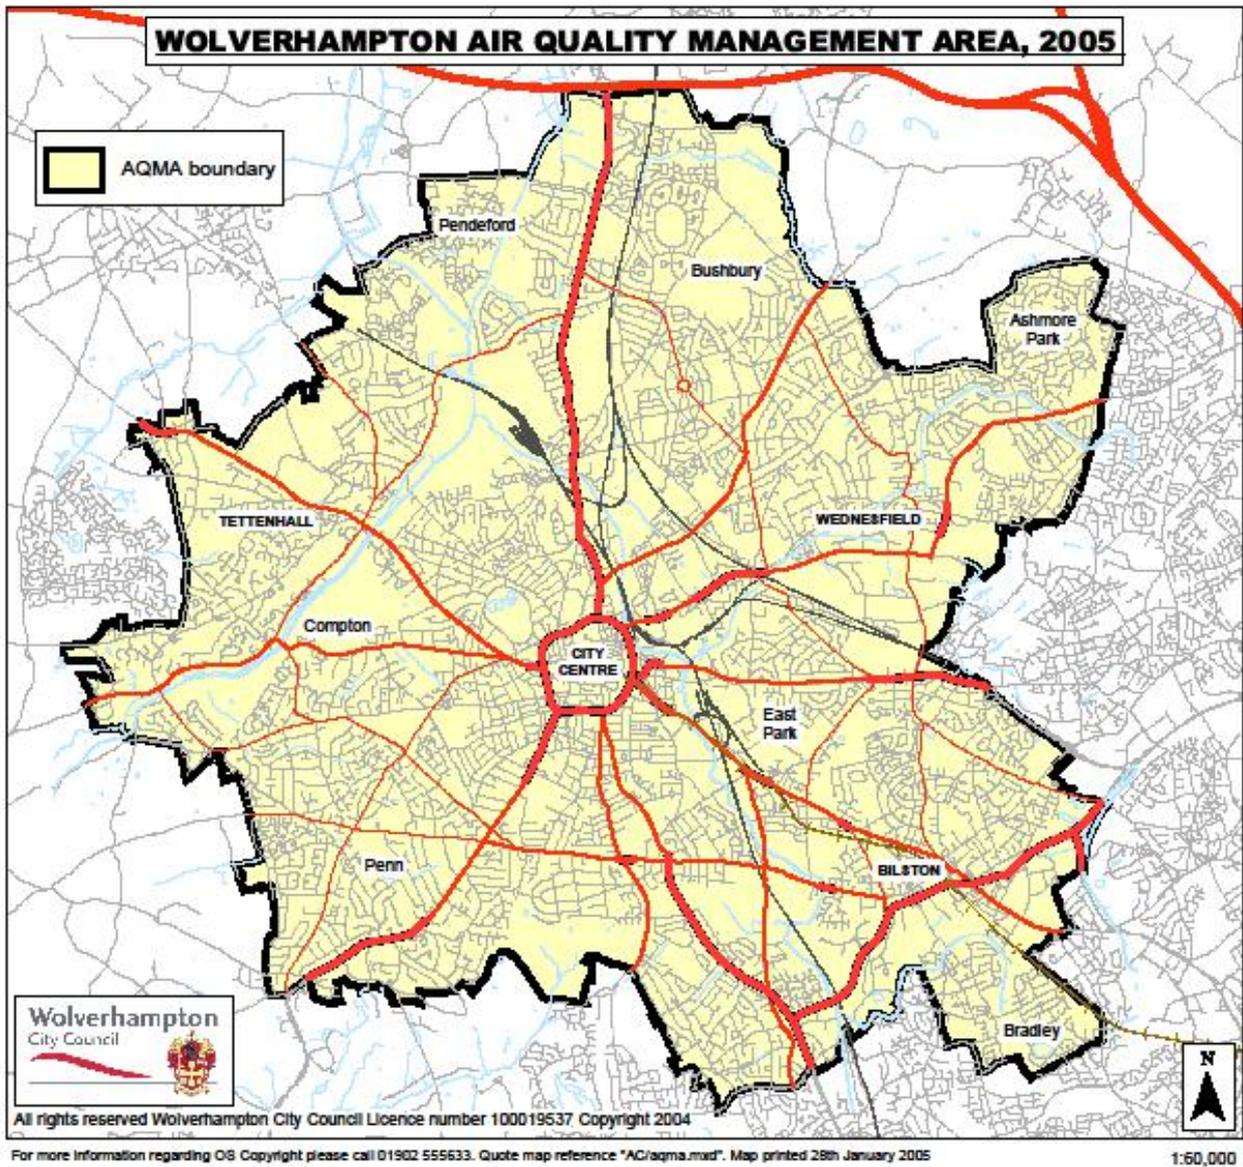 WOLVERHAMPTON AIR QUALITY MANAGEMENT AREA, 2005
AQMA boundary
Pendeford
Bushbury
Ashmore
Park
TETTENHALL
WEDNESFIELD
Compton
CITY
CENTRE
East
Park
Penn
BILSTON
Bradley
Wolverhampton
City Council
N
All rights reserved Wolverhampton City Council Licence number 100019537 Copyright 2004
For more information regarding OS Copyright please call 01902 555633. Quote map reference "AC/aqma.mxd". Map printed 28th January 2005
1:60,000